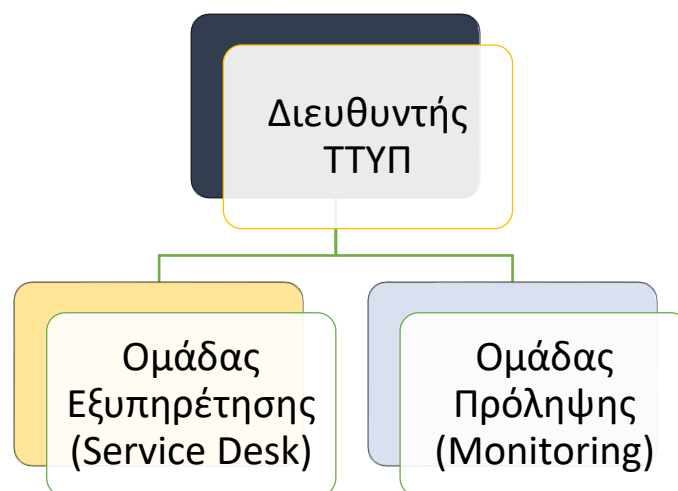 Διευθυντής
ΤΤΥΠ
Ομάδας
Εξυπηρέτησης
(Service Desk)
Ομάδας
Πρόληψης
(Monitoring)